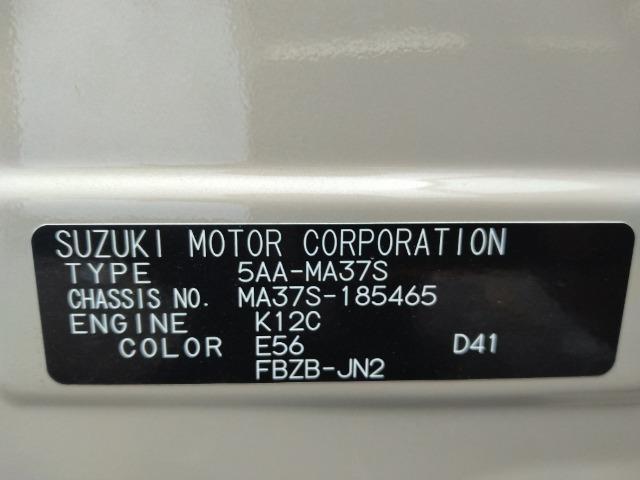 SUZUKI MOTOR CORPORATION
TYPE 5AA-MA37S
CHASSIS NO. MA37S-185465
ENGINE K12C
COLOR E56 D41
FBZB-JN2